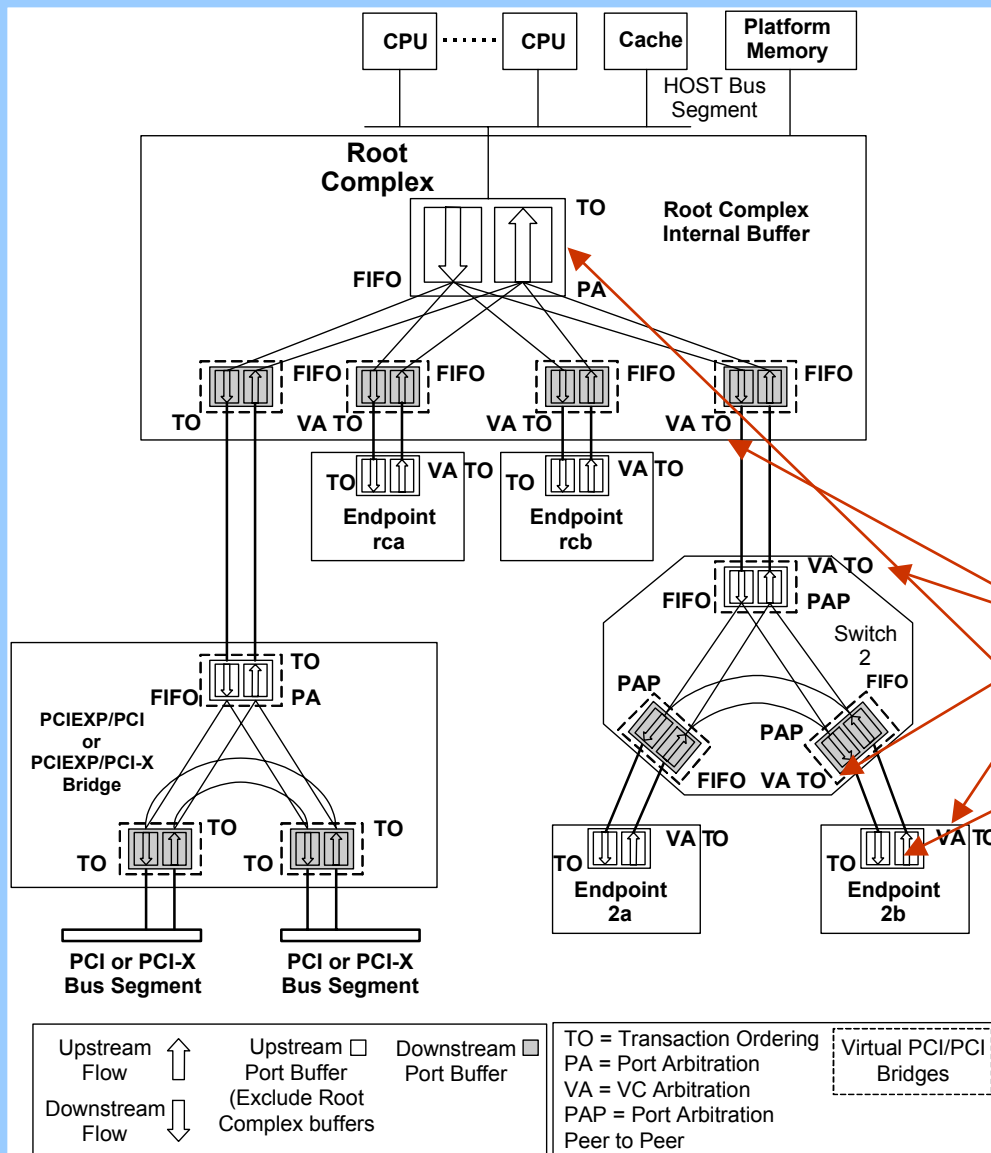 CPU
CPU
Cache
Platform
Memory
HOST Bus
Segment
Root
Complex
TO
Root Complex
Internal Buffer
FIFO
PA
FIFO
FIFO
FIFO
FIFO
TO
VA TO
VA TO
VA TO
TO
VA TO
TO
VA TO
Endpoint
rca
Endpoint
rcb
VA TO
FIFO
PAP
Switch
2
FIFO
PAP
PAP
FIFO
VA TO
TO
FIFO
PA
PCIEXP/PCI
or
PCIEXP/PCI-X
Bridge
TO
TO
TO
TO
PCI or PCI-X
Bus Segment
PCI or PCI-X
Bus Segment
TO
VA TO
TO
VA TO
Endpoint
2a
Endpoint
2b
Upstream
Flow
Downstream
Flow
Upstream
Port Buffer
(Exclude Root
Complex buffers
Downstream
Port Buffer
TO = Transaction Ordering
PA = Port Arbitration
VA = VC Arbitration
PAP = Port Arbitration
Peer to Peer
Virtual PCI/PCI
Bridges